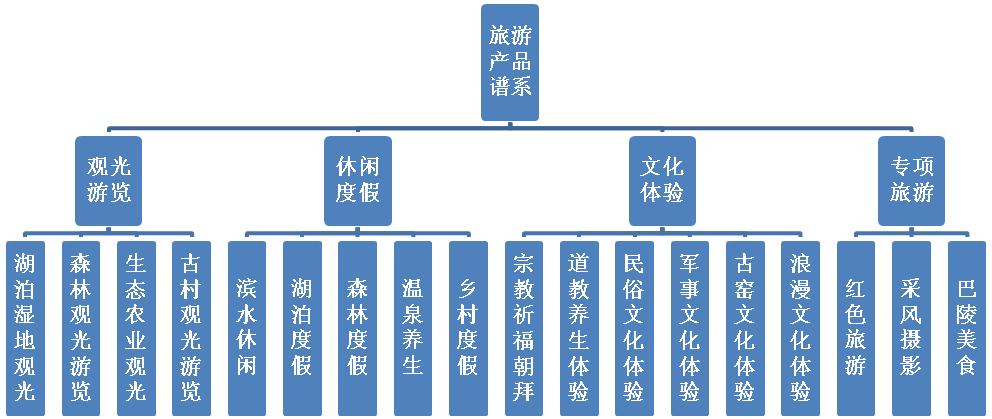 旅游
产品
谱系
观光
游览
休闲
度假
文化
体验
专项
旅游
湖泊湿地观光
森林观光游览
生态农业观光
古村观光游览
滨水休闲
湖泊度假
森林度假
温泉养生
乡村度假
宗教祈福朝拜
道教养生体验
民俗文化体验
军事文化体验
古窑文化体验
浪漫文化体验
红色旅游
采风摄影
巴陵美食